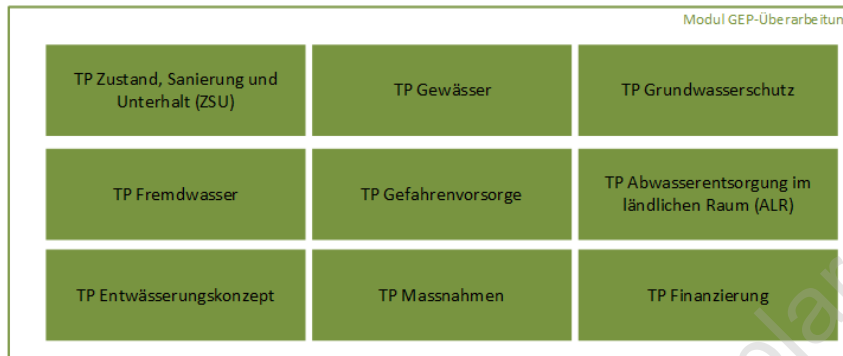 Modul GEP-Überarbeitun
TP Zustand, Sanierung und
Unterhalt (ZSU)
TP Gewässer
TP Grundwasserschutz
TP Fremdwasser
TP Gefahrenvorsorge
TP Abwasserentsorgung im
ländlichen Raum (ALR)
TP Entwässerungskonzept
TP Massnahmen
TP Finanzierung